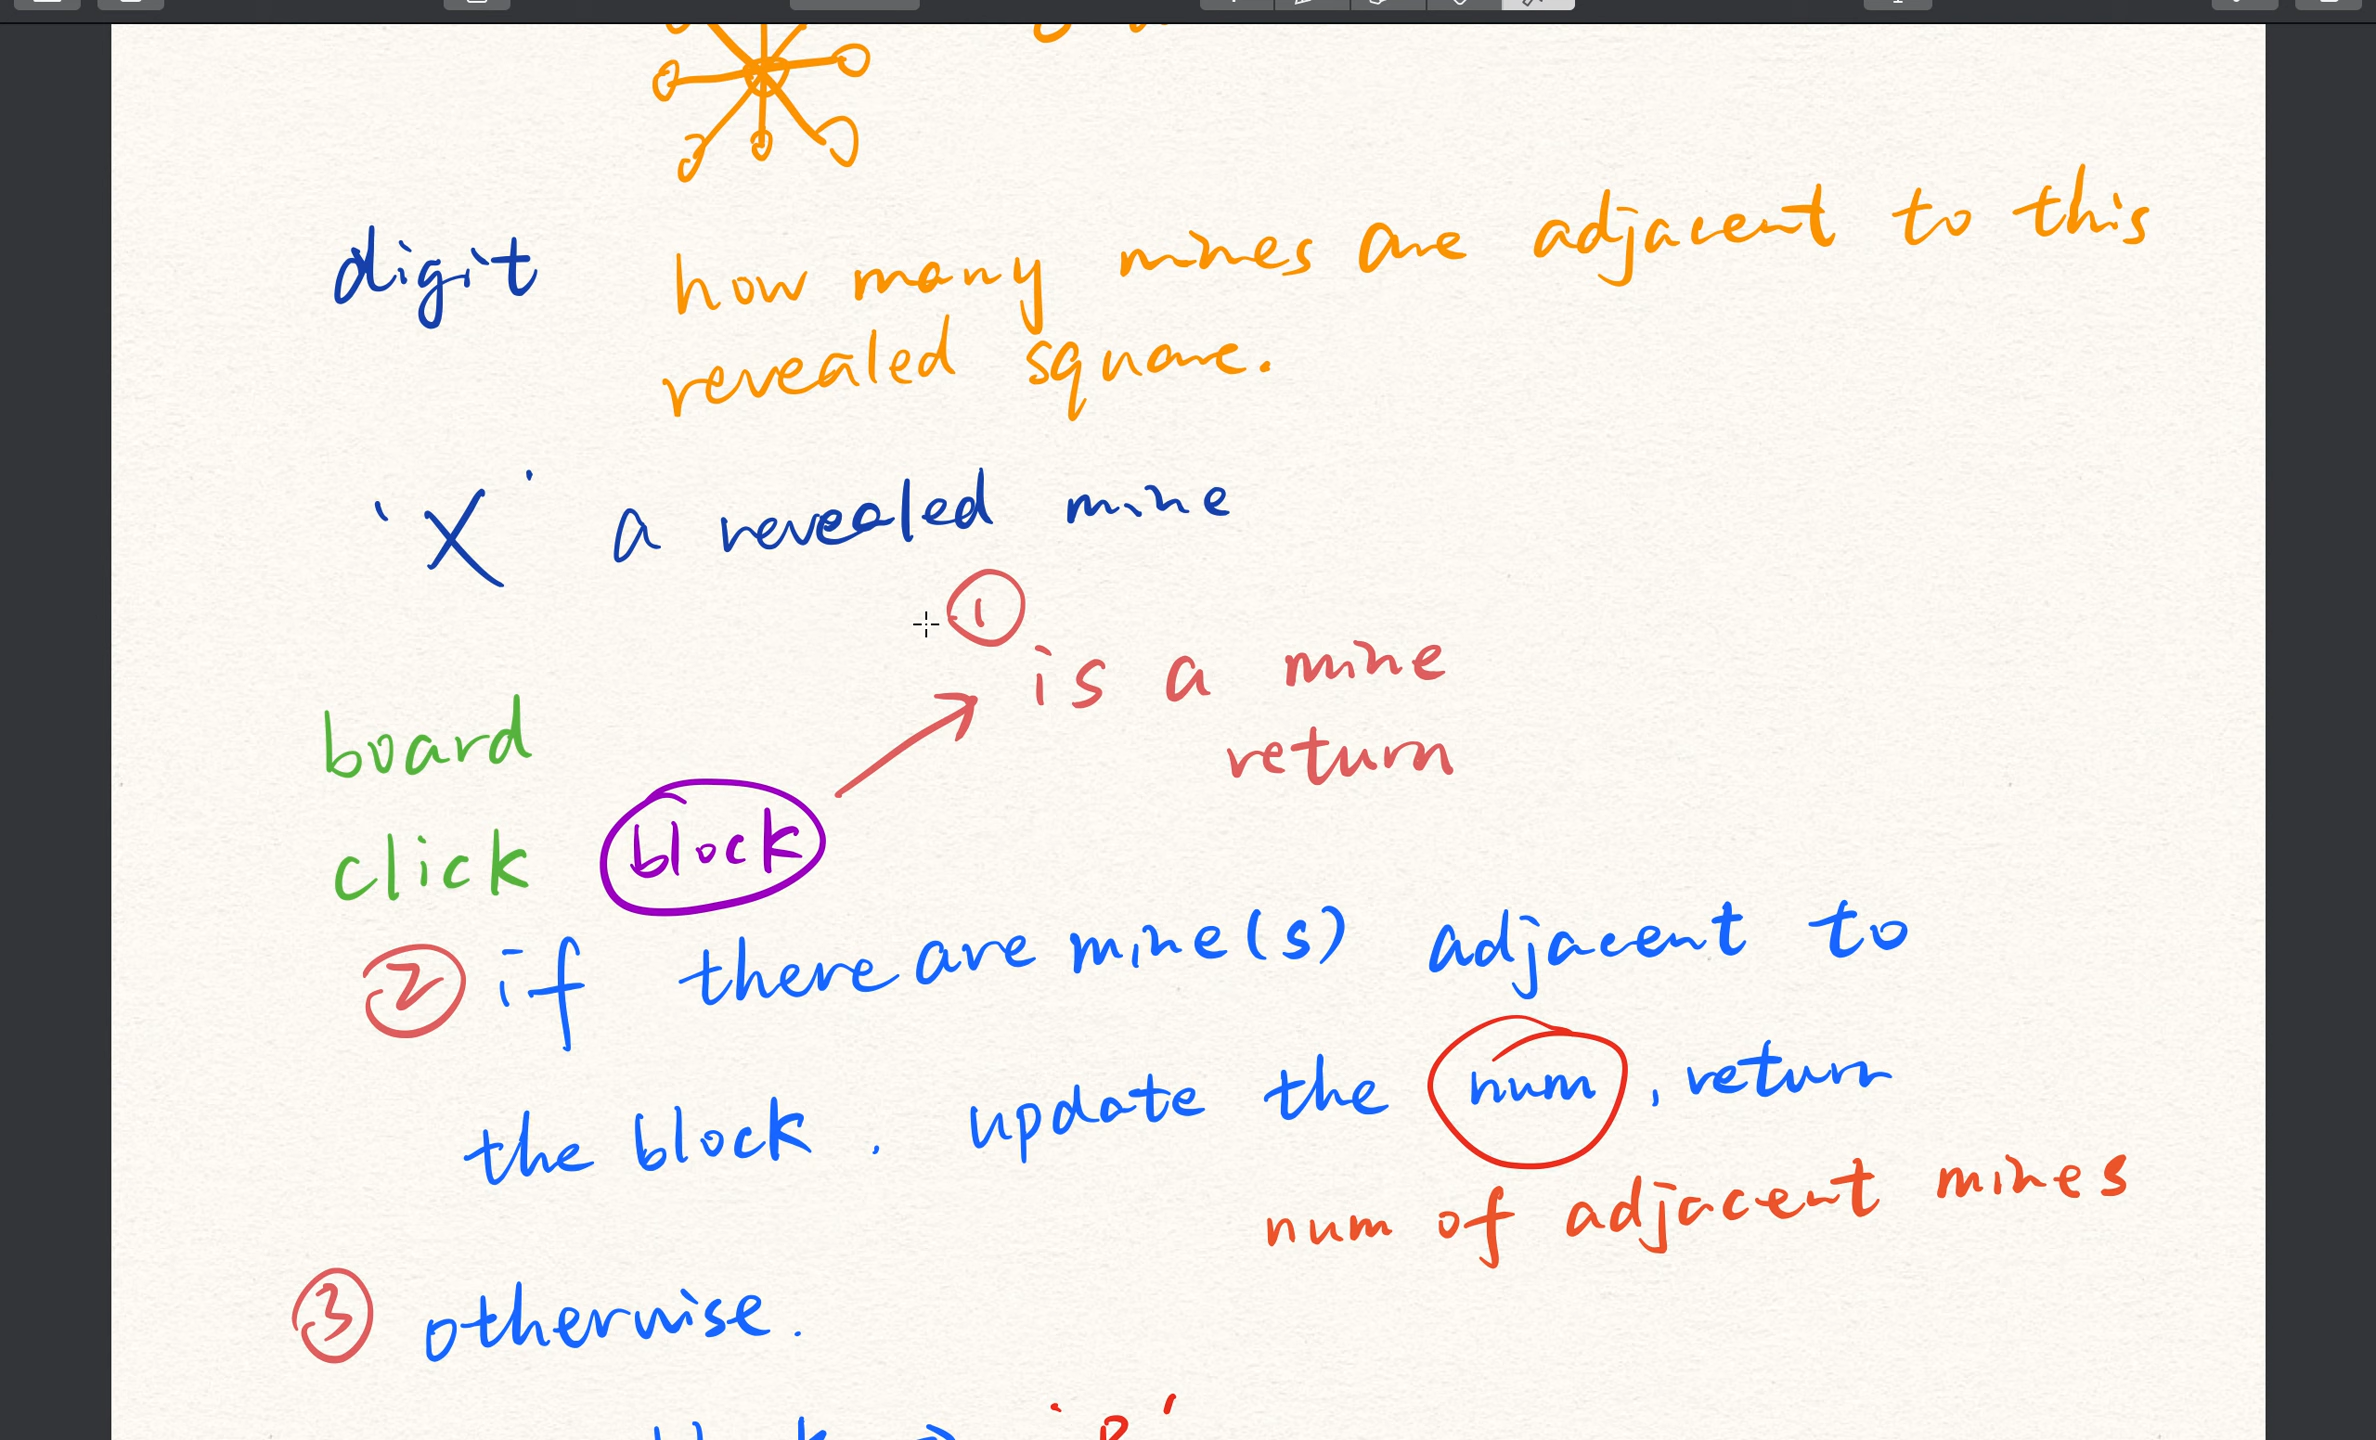 digit how many mines are adjacent to this
revealed square.
'X' a revealed mine
①
is a mine
board return
click block
② if there are mine(s) adjacent to
the block, update the num, return
num of adjacent mines
③ otherwise.